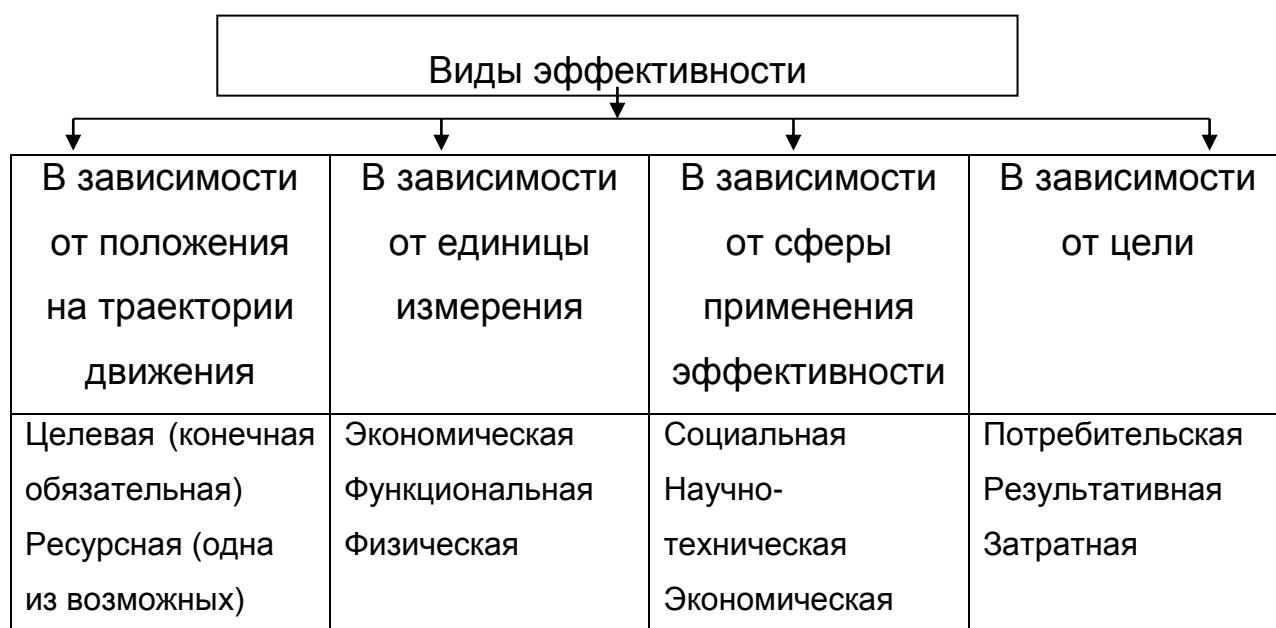 Виды эффективности
В зависимости
от положения
на траектории
движения
В зависимости
от единицы
измерения
В зависимости
от сферы
применения
эффективности
В зависимости
от цели
Целевая (конечная
обязательная)
Ресурсная (одна
из возможных)
Экономическая
Функциональная
Физическая
Социальная
Научно-
техническая
Экономическая
Потребительская
Результативная
Затратная